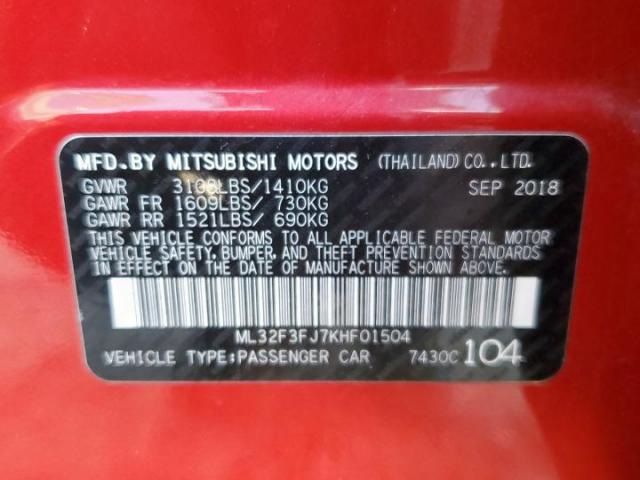 MFD. BY MITSUBISHI MOTORS (THAILAND) CO., LTD.
GVWR 3108LBS/1410KG SEP 2018
GAWR FR 1609LBS/ 730KG
GAWR RR 1521LBS/ 690KG
THIS VEHICLE CONFORMS TO ALL APPLICABLE FEDERAL MOTOR
VEHICLE SAFETY, BUMPER, AND THEFT PREVENTION STANDARDS
IN EFFECT ON THE DATE OF MANUFACTURE SHOWN ABOVE.
ML32F3FJ7KHF01504
VEHICLE TYPE:PASSENGER CAR 7430C 104